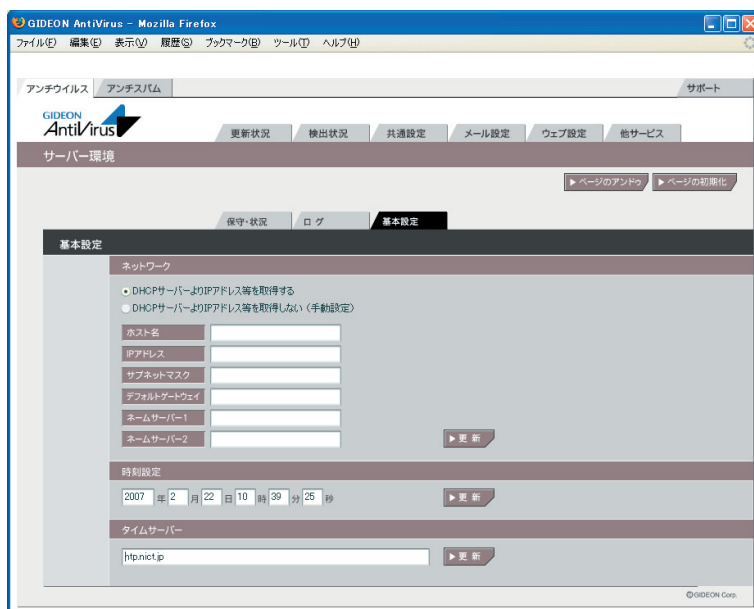 GIDEON AntiVirus - Mozilla Firefox
ファイル(F) 編集(E) 表示(V) 履歴(S) ブックマーク(B) ツール(T) ヘルプ(H)
アンチウイルス アンチスパム サポート
GIDEON
AntiVirus
更新状況 検出状況 共通設定 メール設定 ウェブ設定 他サービス
サーバー環境
▶ページのアンドゥ ▶ページの初期化
保守・状況 ログ 基本設定
基本設定
ネットワーク
DHCPサーバーよりIPアドレス等を取得する
DHCPサーバーよりIPアドレス等を取得しない(手動設定)
ホスト名
IPアドレス
サブネットマスク
デフォルトゲートウェイ
ネームサーバー1
ネームサーバー2 ▶更 新
時刻設定
2007 年 2 月 22 日 10 時 39 分 25 秒 ▶更 新
タイムサーバー
htp.nict.jp ▶更 新
©GIDEON Corp.